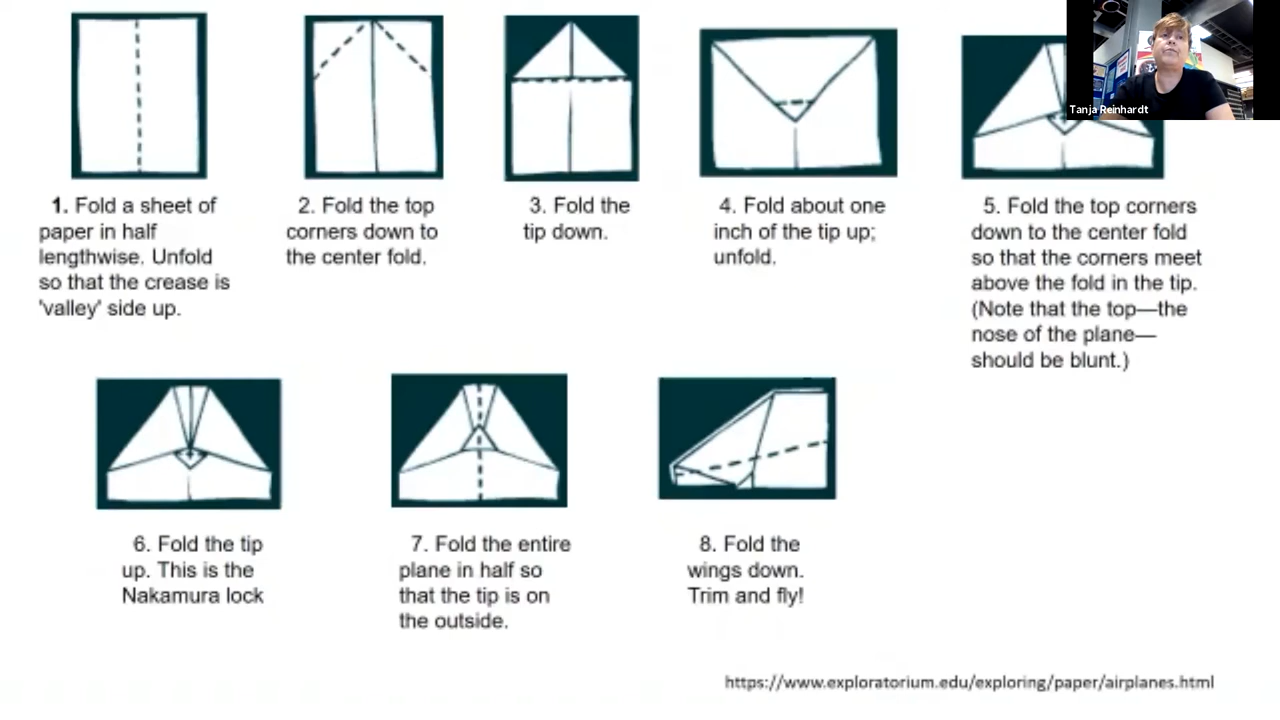 Tanja Reinhardt
1. Fold a sheet of
paper in half
lengthwise. Unfold
so that the crease is
'valley' side up.
2. Fold the top
corners down to
the center fold.
3. Fold the
tip down.
4. Fold about one
inch of the tip up;
unfold.
5. Fold the top corners
down to the center fold
so that the corners meet
above the fold in the tip.
(Note that the top—the
nose of the plane—
should be blunt.)
6. Fold the tip
up. This is the
Nakamura lock
7. Fold the entire
plane in half so
that the tip is on
the outside.
8. Fold the
wings down.
Trim and fly!
https://www.exploratorium.edu/exploring/paper/airplanes.html